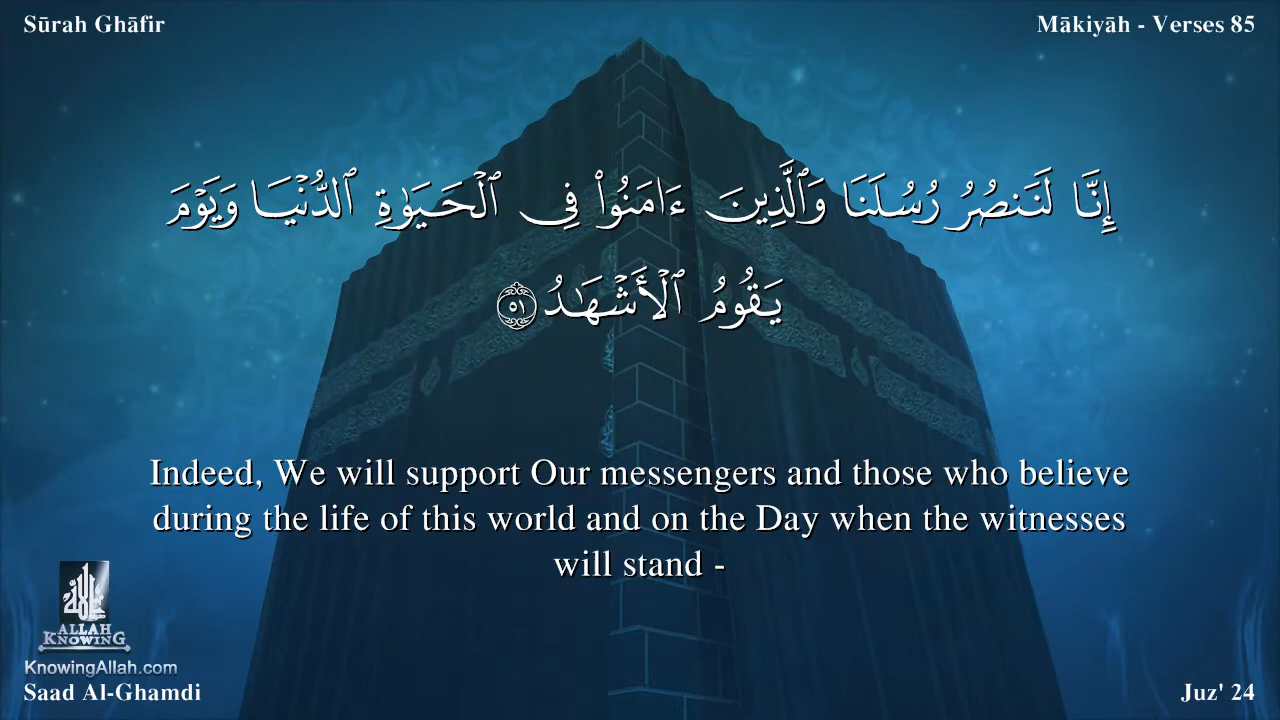 Sūrah Ghāfir
Mākiyāh - Verses 85
إِنَّا لَنَنصُرُ رُسُلَنَا وَٱلَّذِينَ ءَامَنُوا۟ فِى ٱلْحَيَوٰةِ ٱلدُّنْيَا وَيَوْمَ
يَقُومُ ٱلْأَشْهَـٰدُ ٥١
Indeed, We will support Our messengers and those who believe
during the life of this world and on the Day when the witnesses
will stand -
ALLAH
KNOWING
KnowingAllah.com
Saad Al-Ghamdi
Juz' 24